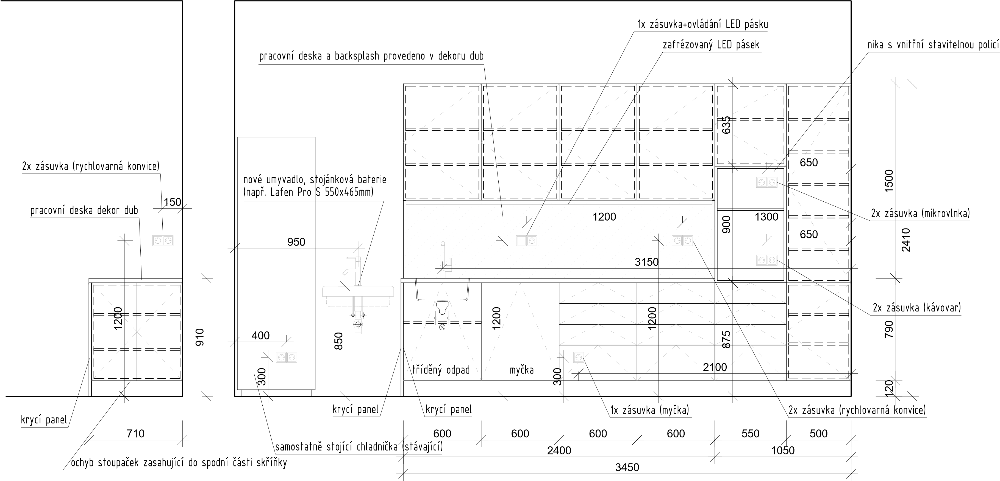 1x zásuvka+ovládání LED pásku
zafrézovaný LED pásek
nika s vnitřní stavitelnou policí
pracovní deska a backsplash provedeno v dekoru dub
635
2x zásuvka (rychlovarná konvice)
650
nové umyvadlo, stojánková baterie
(např. Lafen Pro S 550x465mm)
1500
150
pracovní deska dekor dub
2x zásuvka (mikrovlnka)
1200
1300
900
650
2410
950
3150
2x zásuvka (kávovar)
1200
1200
1200
790
910
400
850
875
300
tříděný odpad
myčka
300
2100
120
krycí panel
krycí panel
1x zásuvka (myčka)
2x zásuvka (rychlovarná konvice)
krycí panel
710
600
600
600
600
550
500
samostatně stojící chladnička (stávající)
2400
1050
ochyb stoupaček zasahující do spodní části skříňky
3450